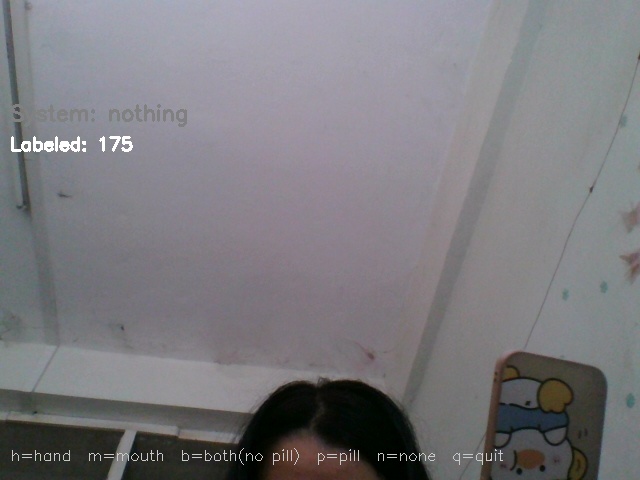 System: nothing
Labeled: 175
h=hand m=mouth b=both(no pill) p=pill n=none q=quit